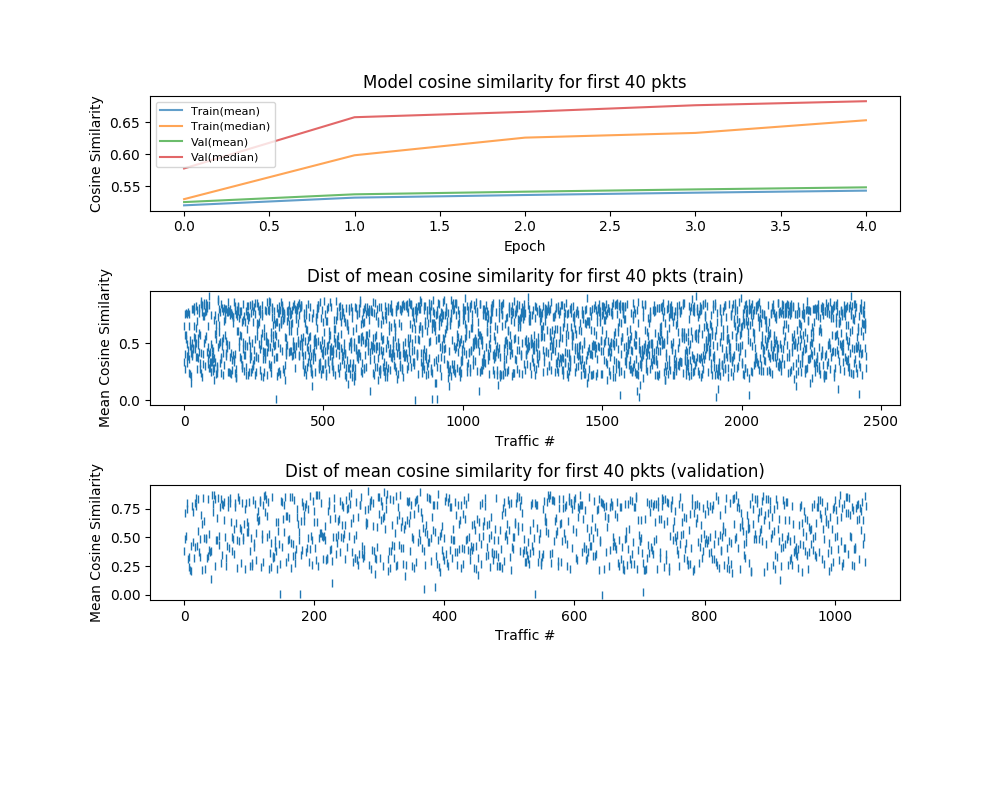 Model cosine similarity for first 40 pkts
Cosine Similarity
0.65
0.60
0.55
Train(mean)
Train(median)
Val(mean)
Val(median)
0.0 0.5 1.0 1.5 2.0 2.5 3.0 3.5 4.0
Epoch
Dist of mean cosine similarity for first 40 pkts (train)
Mean Cosine Similarity
0.5
0.0
0 500 1000 1500 2000 2500
Traffic #
Dist of mean cosine similarity for first 40 pkts (validation)
Mean Cosine Similarity
0.75
0.50
0.25
0.00
0 200 400 600 800 1000
Traffic #